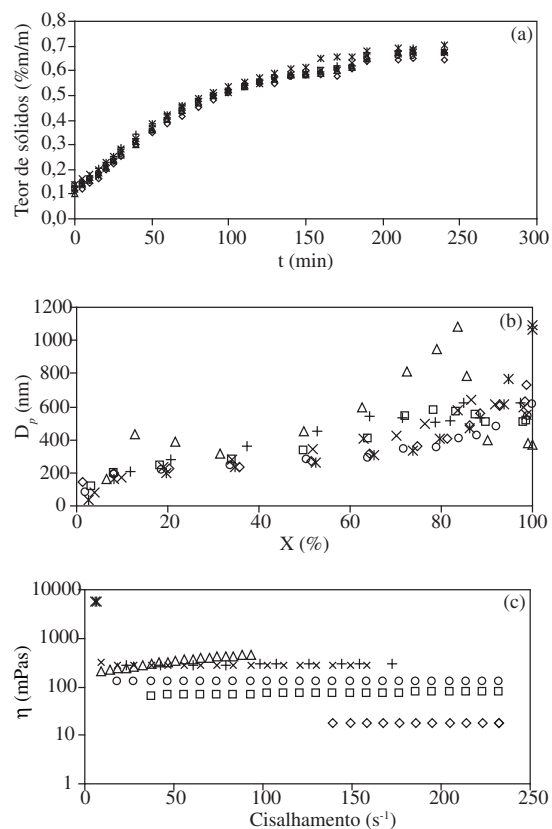 (a)
Teor de sólidos (%m/m)
0,8
0,7
0,6
0,5
0,4
0,3
0,2
0,1
0,0
0 50 100 150 200 250 300
t (min)
(b)
D_p (nm)
1200
1000
800
600
400
200
0
0 20 40 60 80 100
X (%)
(c)
η (mPas)
10000
1000
100
10
1
0 50 100 150 200 250
Cisalhamento (s⁻¹)